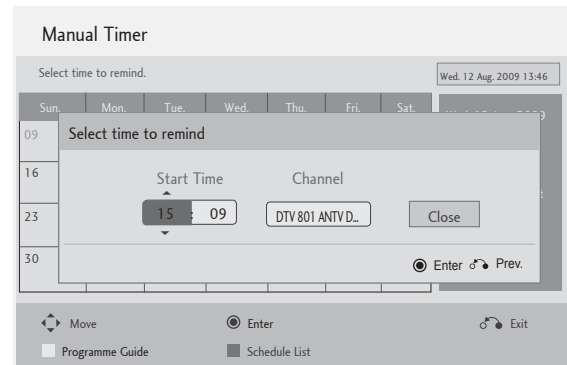 Manual Timer
Select time to remind.
Wed. 12 Aug. 2009 13:46
Sun. Mon. Tue. Wed. Thu. Fri. Sat.
09
Select time to remind
16
Start Time Channel
15 : 09 DTV 801 ANTV D... Close
23
30
Enter Prev.
Move Enter Exit
Programme Guide Schedule List